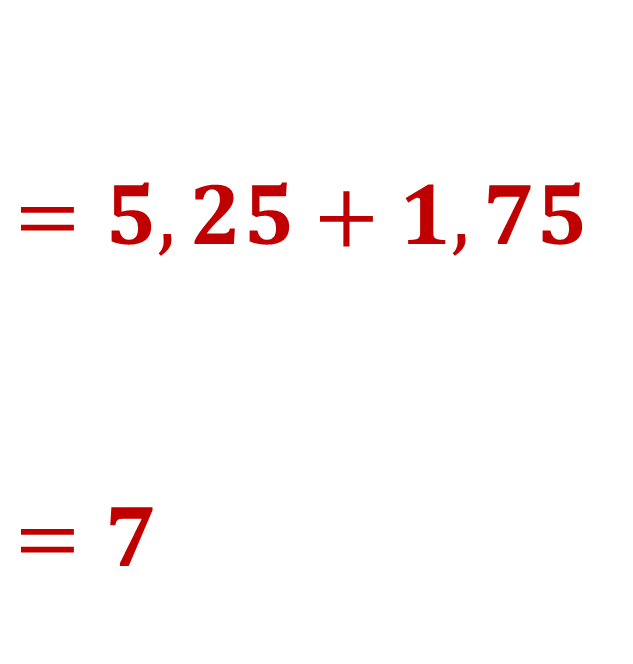 = 5,25 + 1,75
= 7